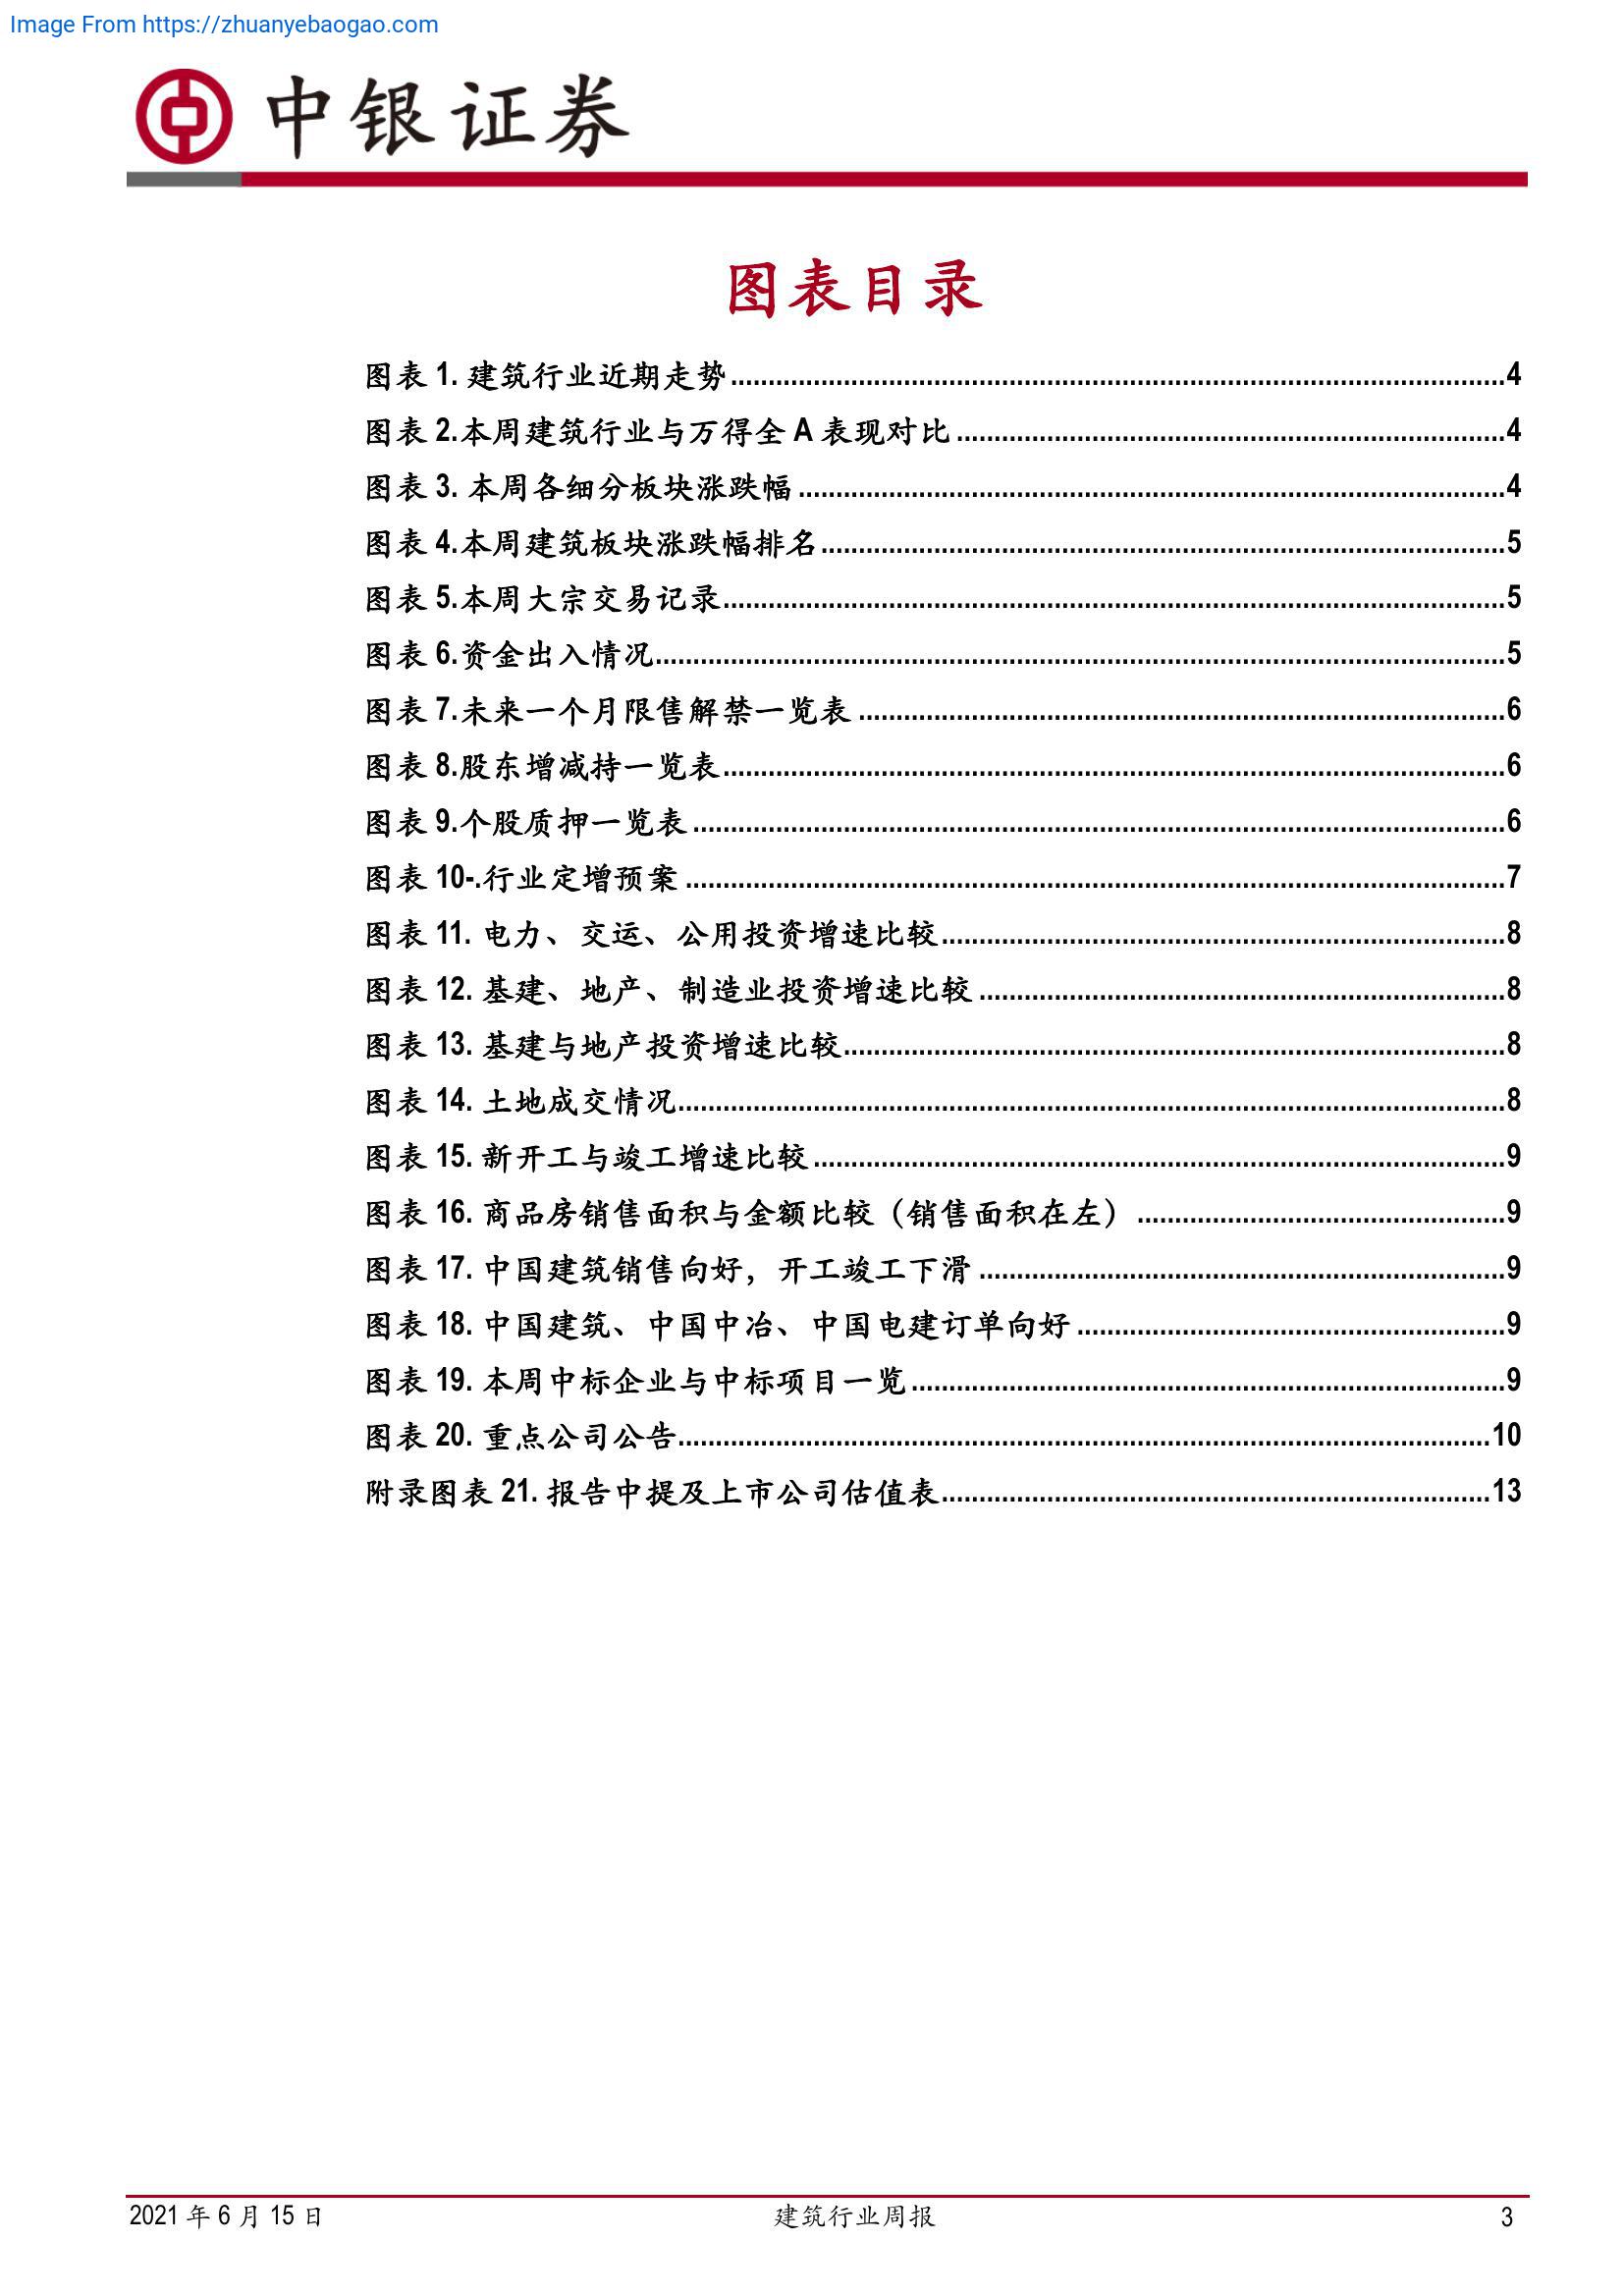 Image From https://zhuanyebaogao.com
中银证券
图表目录
图表 1. 建筑行业近期走势........4
图表 2.本周建筑行业与万得全 A 表现对比........4
图表 3. 本周各细分板块涨跌幅........4
图表 4.本周建筑板块涨跌幅排名........5
图表 5.本周大宗交易记录........5
图表 6.资金出入情况........5
图表 7.未来一个月限售解禁一览表........6
图表 8.股东增减持一览表........6
图表 9.个股质押一览表........6
图表 10-.行业定增预案........7
图表 11. 电力、交运、公用投资增速比较........8
图表 12. 基建、地产、制造业投资增速比较........8
图表 13. 基建与地产投资增速比较........8
图表 14. 土地成交情况........8
图表 15. 新开工与竣工增速比较........9
图表 16. 商品房销售面积与金额比较（销售面积在左）........9
图表 17. 中国建筑销售向好，开工竣工下滑........9
图表 18. 中国建筑、中国中冶、中国电建订单向好........9
图表 19. 本周中标企业与中标项目一览........9
图表 20. 重点公司公告........10
附录图表 21. 报告中提及上市公司估值表........13
2021 年 6 月 15 日 建筑行业周报 3